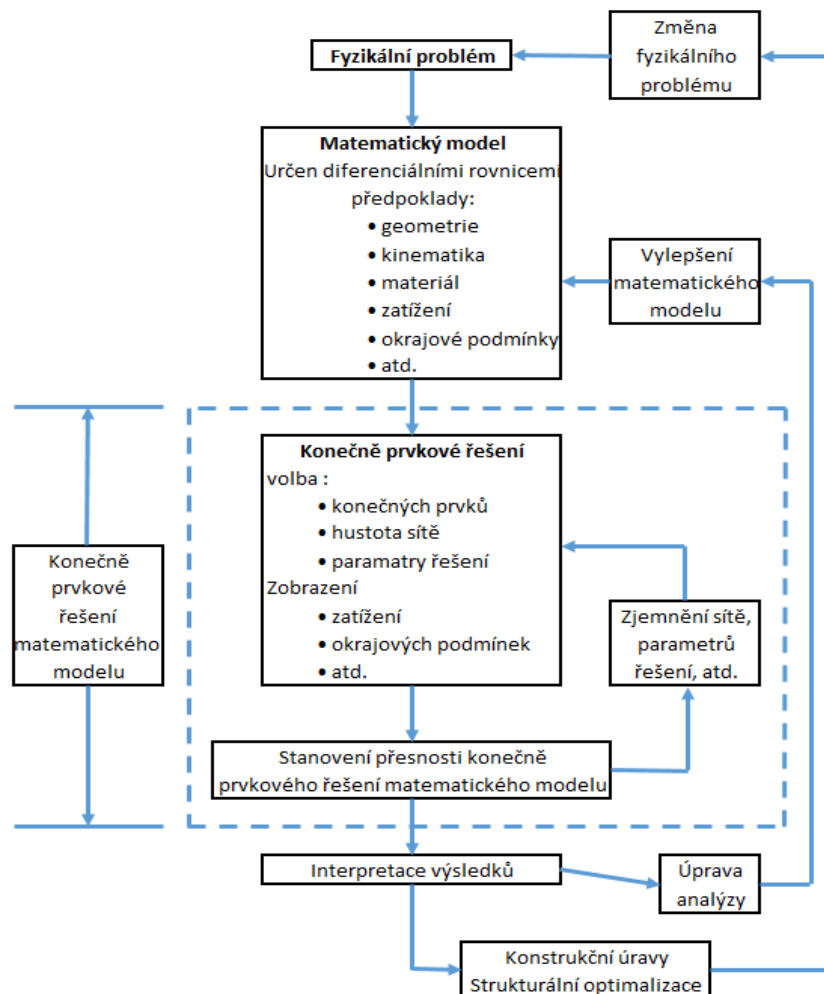 Změna
fyzikálního
problému
Fyzikální problém
Matematický model
Určen diferenciálními rovnicemi
předpoklady:
• geometrie
• kinematika
• materiál
• zatížení
• okrajové podmínky
• atd.
Vylepšení
matematického
modelu
Konečně prvkové řešení
volba :
• konečných prvků
• hustota sítě
• paramatry řešení
Zobrazení
• zatížení
• okrajových podmínek
• atd.
Konečně
prvkové
řešení
matematického
modelu
Zjemnění sítě,
parametrů
řešení, atd.
Stanovení přesnosti konečně
prvkového řešení matematického modelu
Interpretace výsledků
Úprava
analýzy
Konstrukční úravy
Strukturální optimalizace